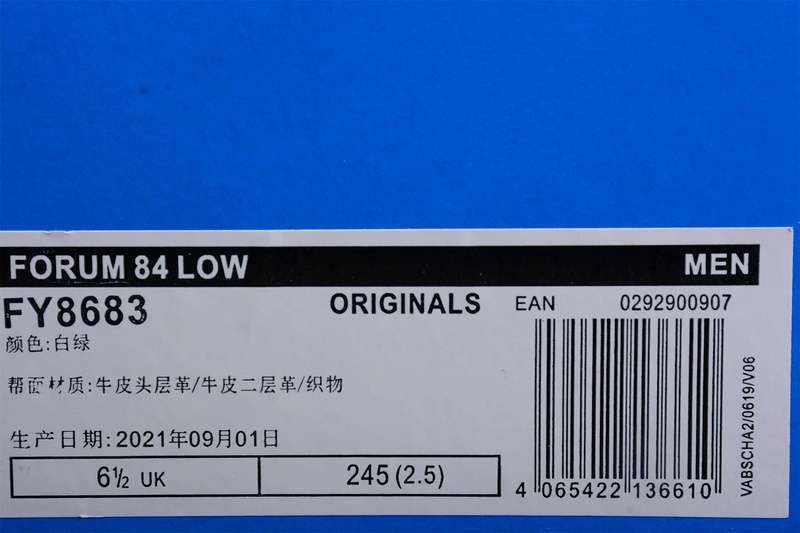 FORUM 84 LOW MEN
FY8683 ORIGINALS EAN 0292900907
颜色:白绿
帮面材质:牛皮头层革/牛皮二层革/织物
生产日期:2021年09月01日
6½ UK 245(2.5)
4 065422 136610
VABSCHA2/0619/V06